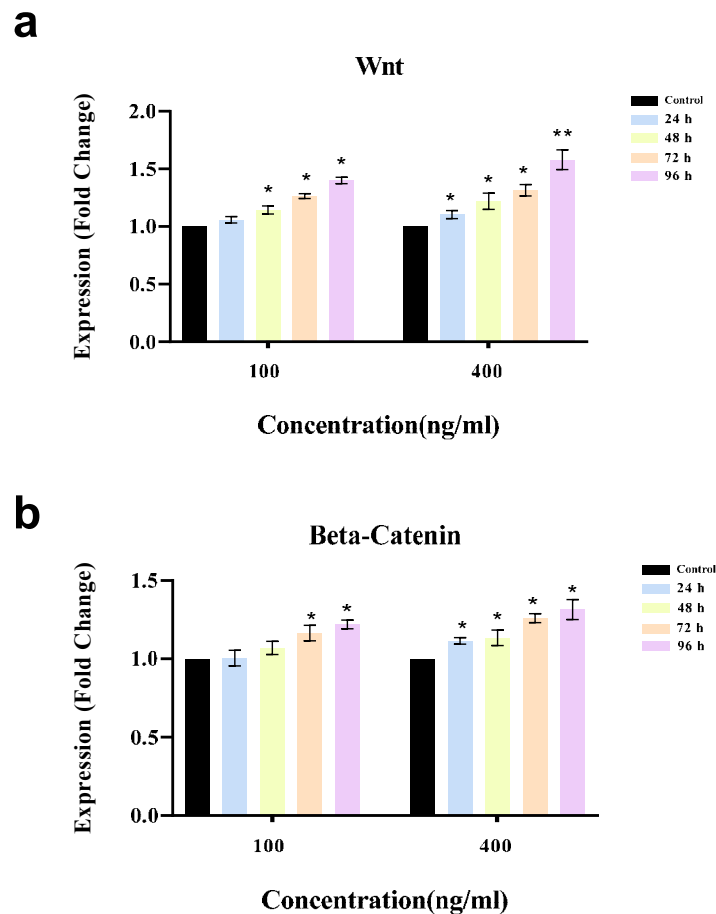 a
Wnt
Expression (Fold Change)
2.0
1.5
1.0
0.5
0.0
* * *
* * * **
100 400
Concentration(ng/ml)
Control
24 h
48 h
72 h
96 h
b
Beta-Catenin
Expression (Fold Change)
1.5
1.0
0.5
0.0
* *
* * * *
100 400
Concentration(ng/ml)
Control
24 h
48 h
72 h
96 h